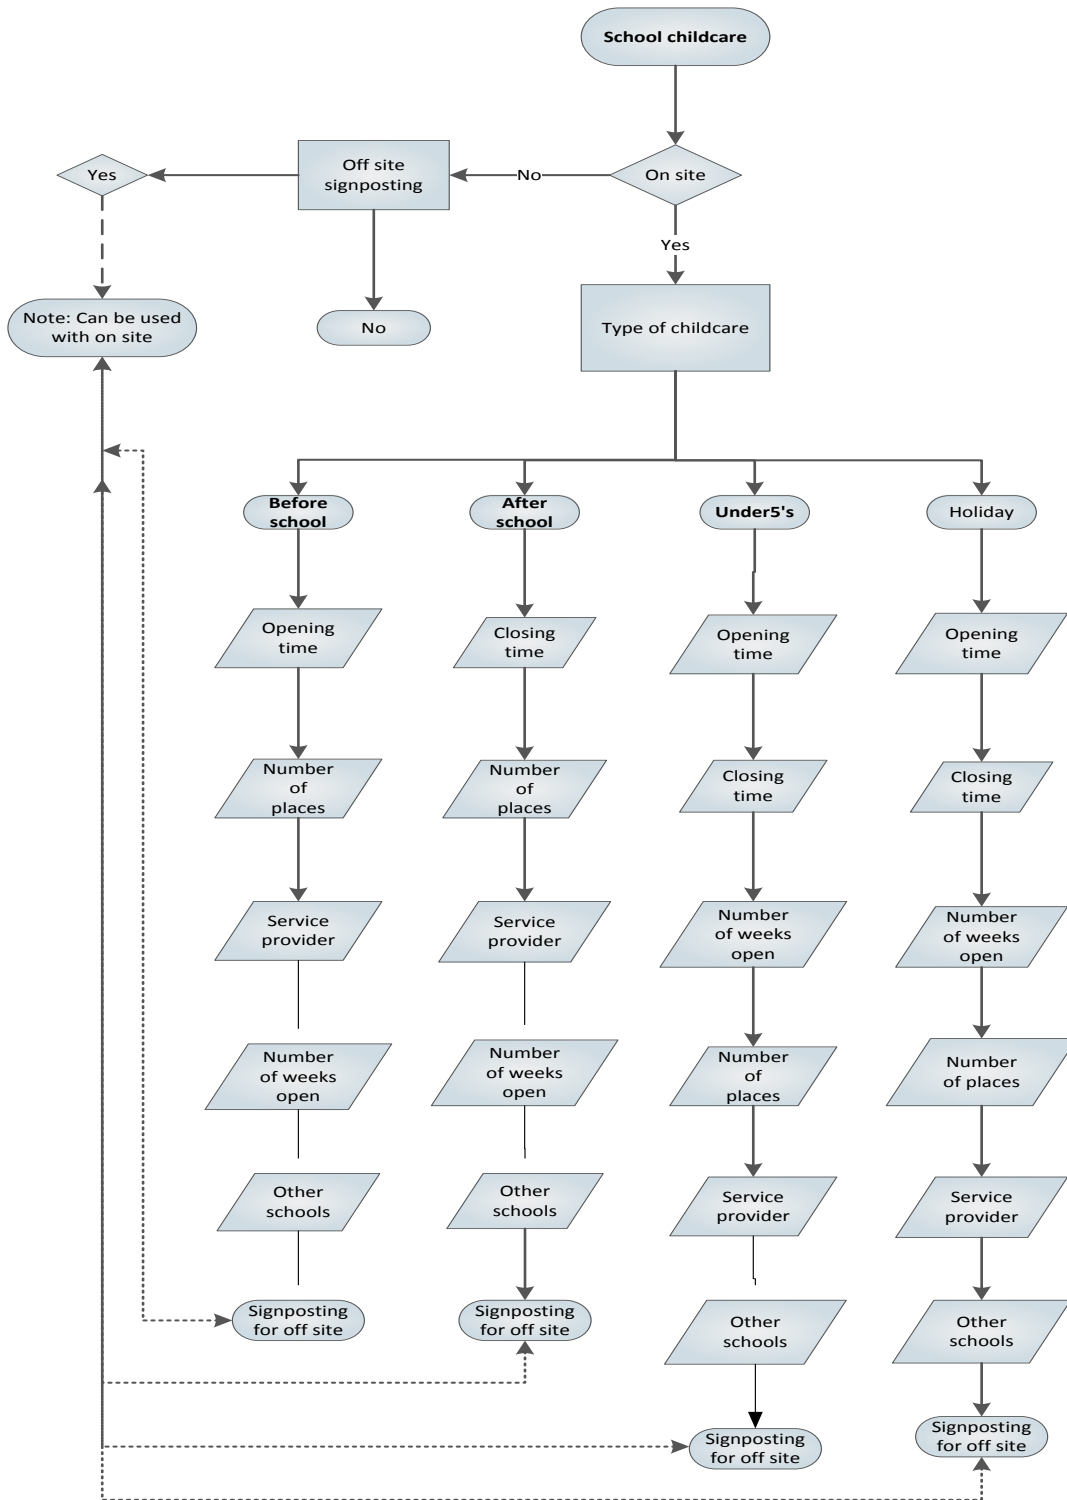 School childcare
Yes
Off site
signposting
No
On site
Yes
Note: Can be used
with on site
No
Type of childcare
Before
school
After
school
Under5's
Holiday
Opening
time
Closing
time
Opening
time
Opening
time
Number
of
places
Number
of
places
Closing
time
Closing
time
Service
provider
Service
provider
Number
of weeks
open
Number
of weeks
open
Number
of weeks
open
Number
of weeks
open
Number
of
places
Number
of places
Other
schools
Other
schools
Service
provider
Service
provider
Signposting
for off site
Signposting
for off site
Other
schools
Other
schools
Signposting
for off site
Signposting
for off site